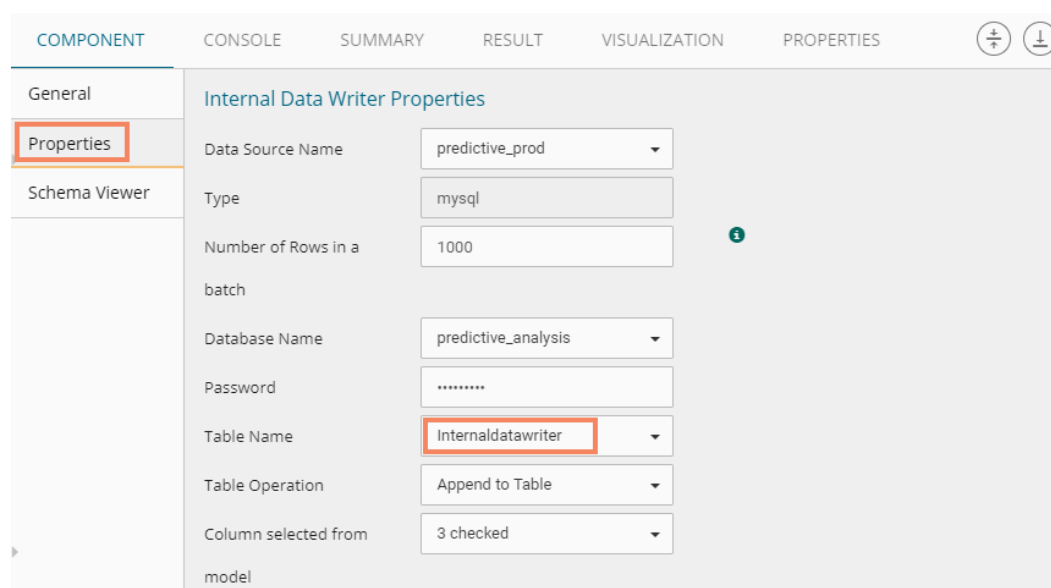 COMPONENT CONSOLE SUMMARY RESULT VISUALIZATION PROPERTIES
General
Properties
Schema Viewer
Internal Data Writer Properties
Data Source Name predictive_prod
Type mysql
Number of Rows in a 1000
batch
Database Name predictive_analysis
Password •••••••••
Table Name Internaldatawriter
Table Operation Append to Table
Column selected from 3 checked
model